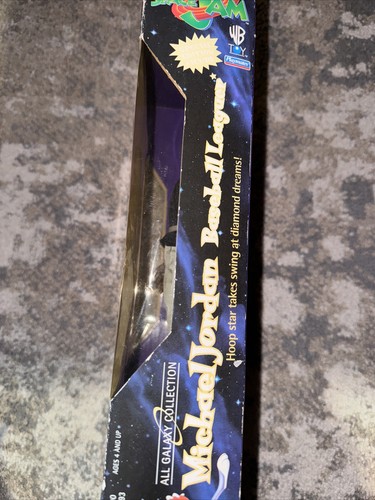 SPACE JAM
WB
TOY
Playmates
Michael Jordan Baseball League
Hoop star takes swing at diamond dreams!
ALL GALAXY COLLECTION
AGES 4 AND UP
93